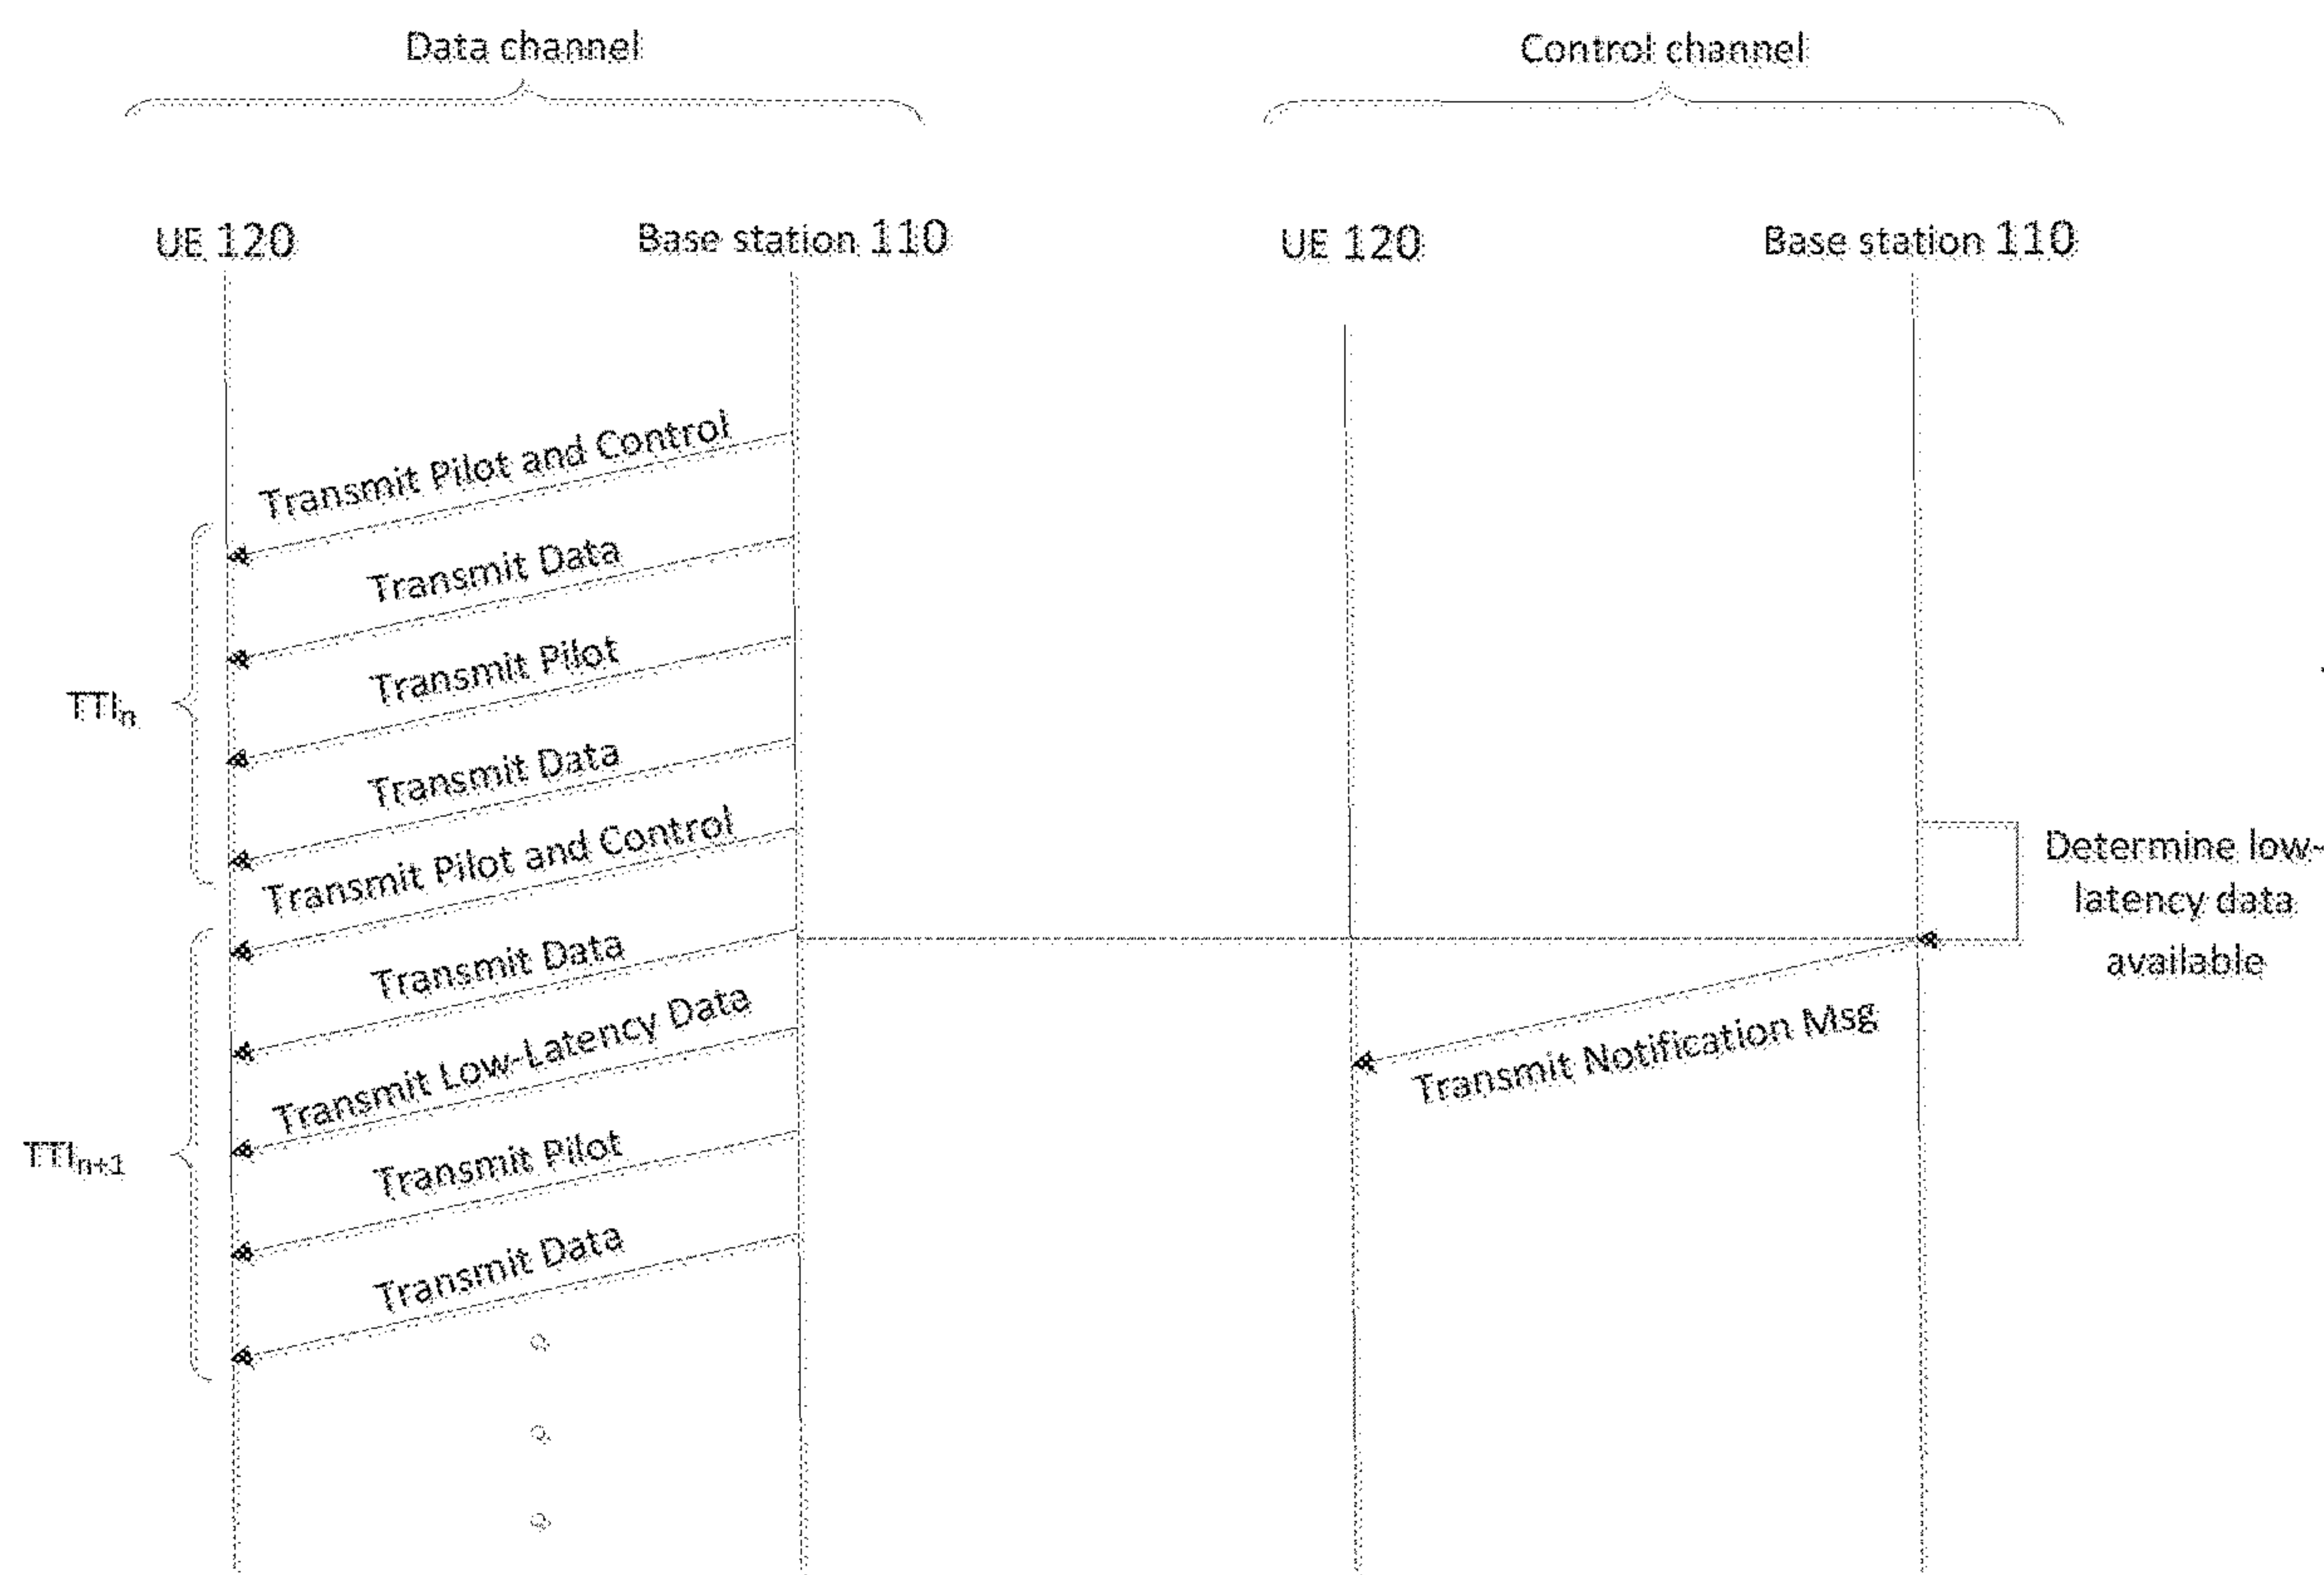 Data channel
Control channel
UE 120
Base station 110
UE 120
Base station 110
Transmit Pilot and Control
Transmit Data
Transmit Pilot
TTIn
Transmit Data
Transmit Pilot and Control
Determine low-
latency data
available
Transmit Data
Transmit Low-Latency Data
Transmit Notification Msg
TTIn+1
Transmit Pilot
Transmit Data